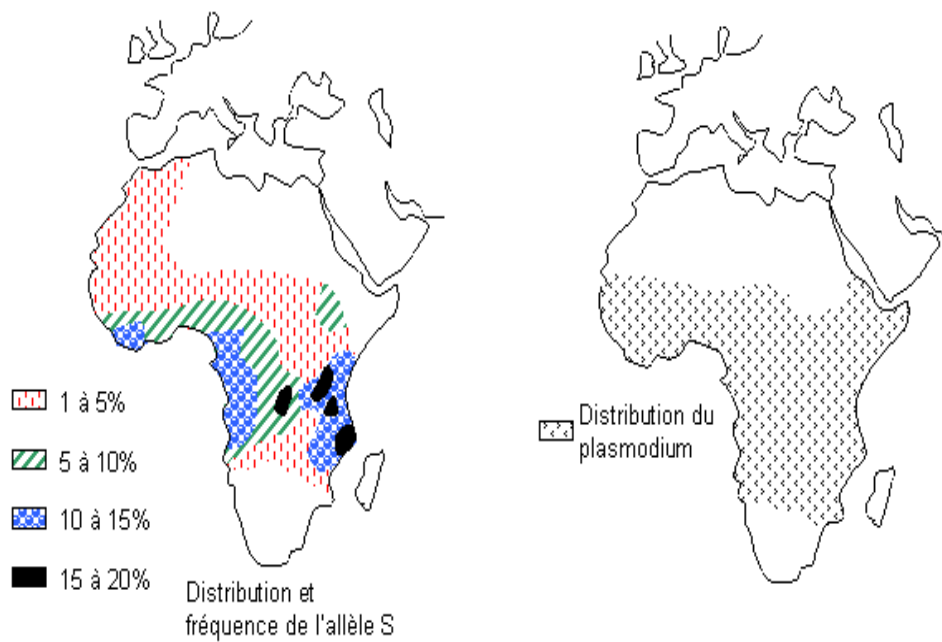 1 à 5%
5 à 10%
10 à 15%
15 à 20%
Distribution et
fréquence de l'allèle S
Distribution du
plasmodium